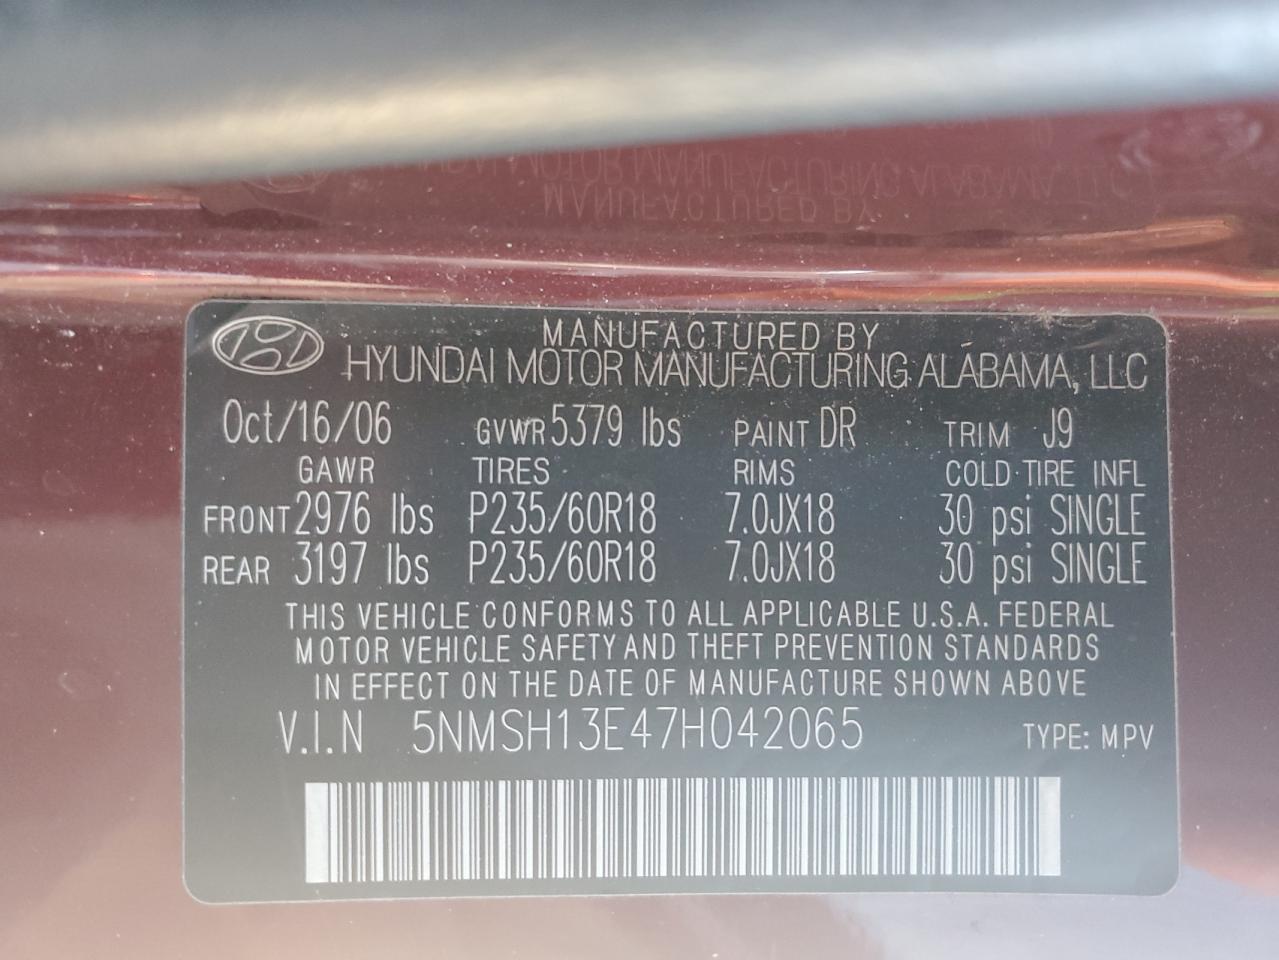 MANUFACTURED BY
HYUNDAI MOTOR MANUFACTURING ALABAMA, LLC
Oct/16/06 GVWR 5379 lbs PAINT DR TRIM J9
GAWR TIRES RIMS COLD TIRE INFL
FRONT 2976 lbs P235/60R18 7.0JX18 30 psi SINGLE
REAR 3197 lbs P235/60R18 7.0JX18 30 psi SINGLE
THIS VEHICLE CONFORMS TO ALL APPLICABLE U.S.A. FEDERAL
MOTOR VEHICLE SAFETY AND THEFT PREVENTION STANDARDS
IN EFFECT ON THE DATE OF MANUFACTURE SHOWN ABOVE
V.I.N 5NMSH13E47H042065 TYPE: MPV